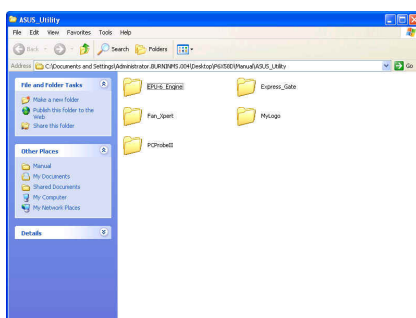 ASUS_Utility
File Edit View Favorites Tools Help
Back Search Folders
Address C:\Documents and Settings\Administrator.BURNINMS.004\Desktop\P6X58D\Manual\ASUS_Utility Go
File and Folder Tasks
Make a new folder
Publish this folder to the Web
Share this folder
Other Places
Manual
My Documents
Shared Documents
My Computer
My Network Places
Details
EPU-6_Engine
Express_Gate
Fan_Xpert
MyLogo
PCProbeII